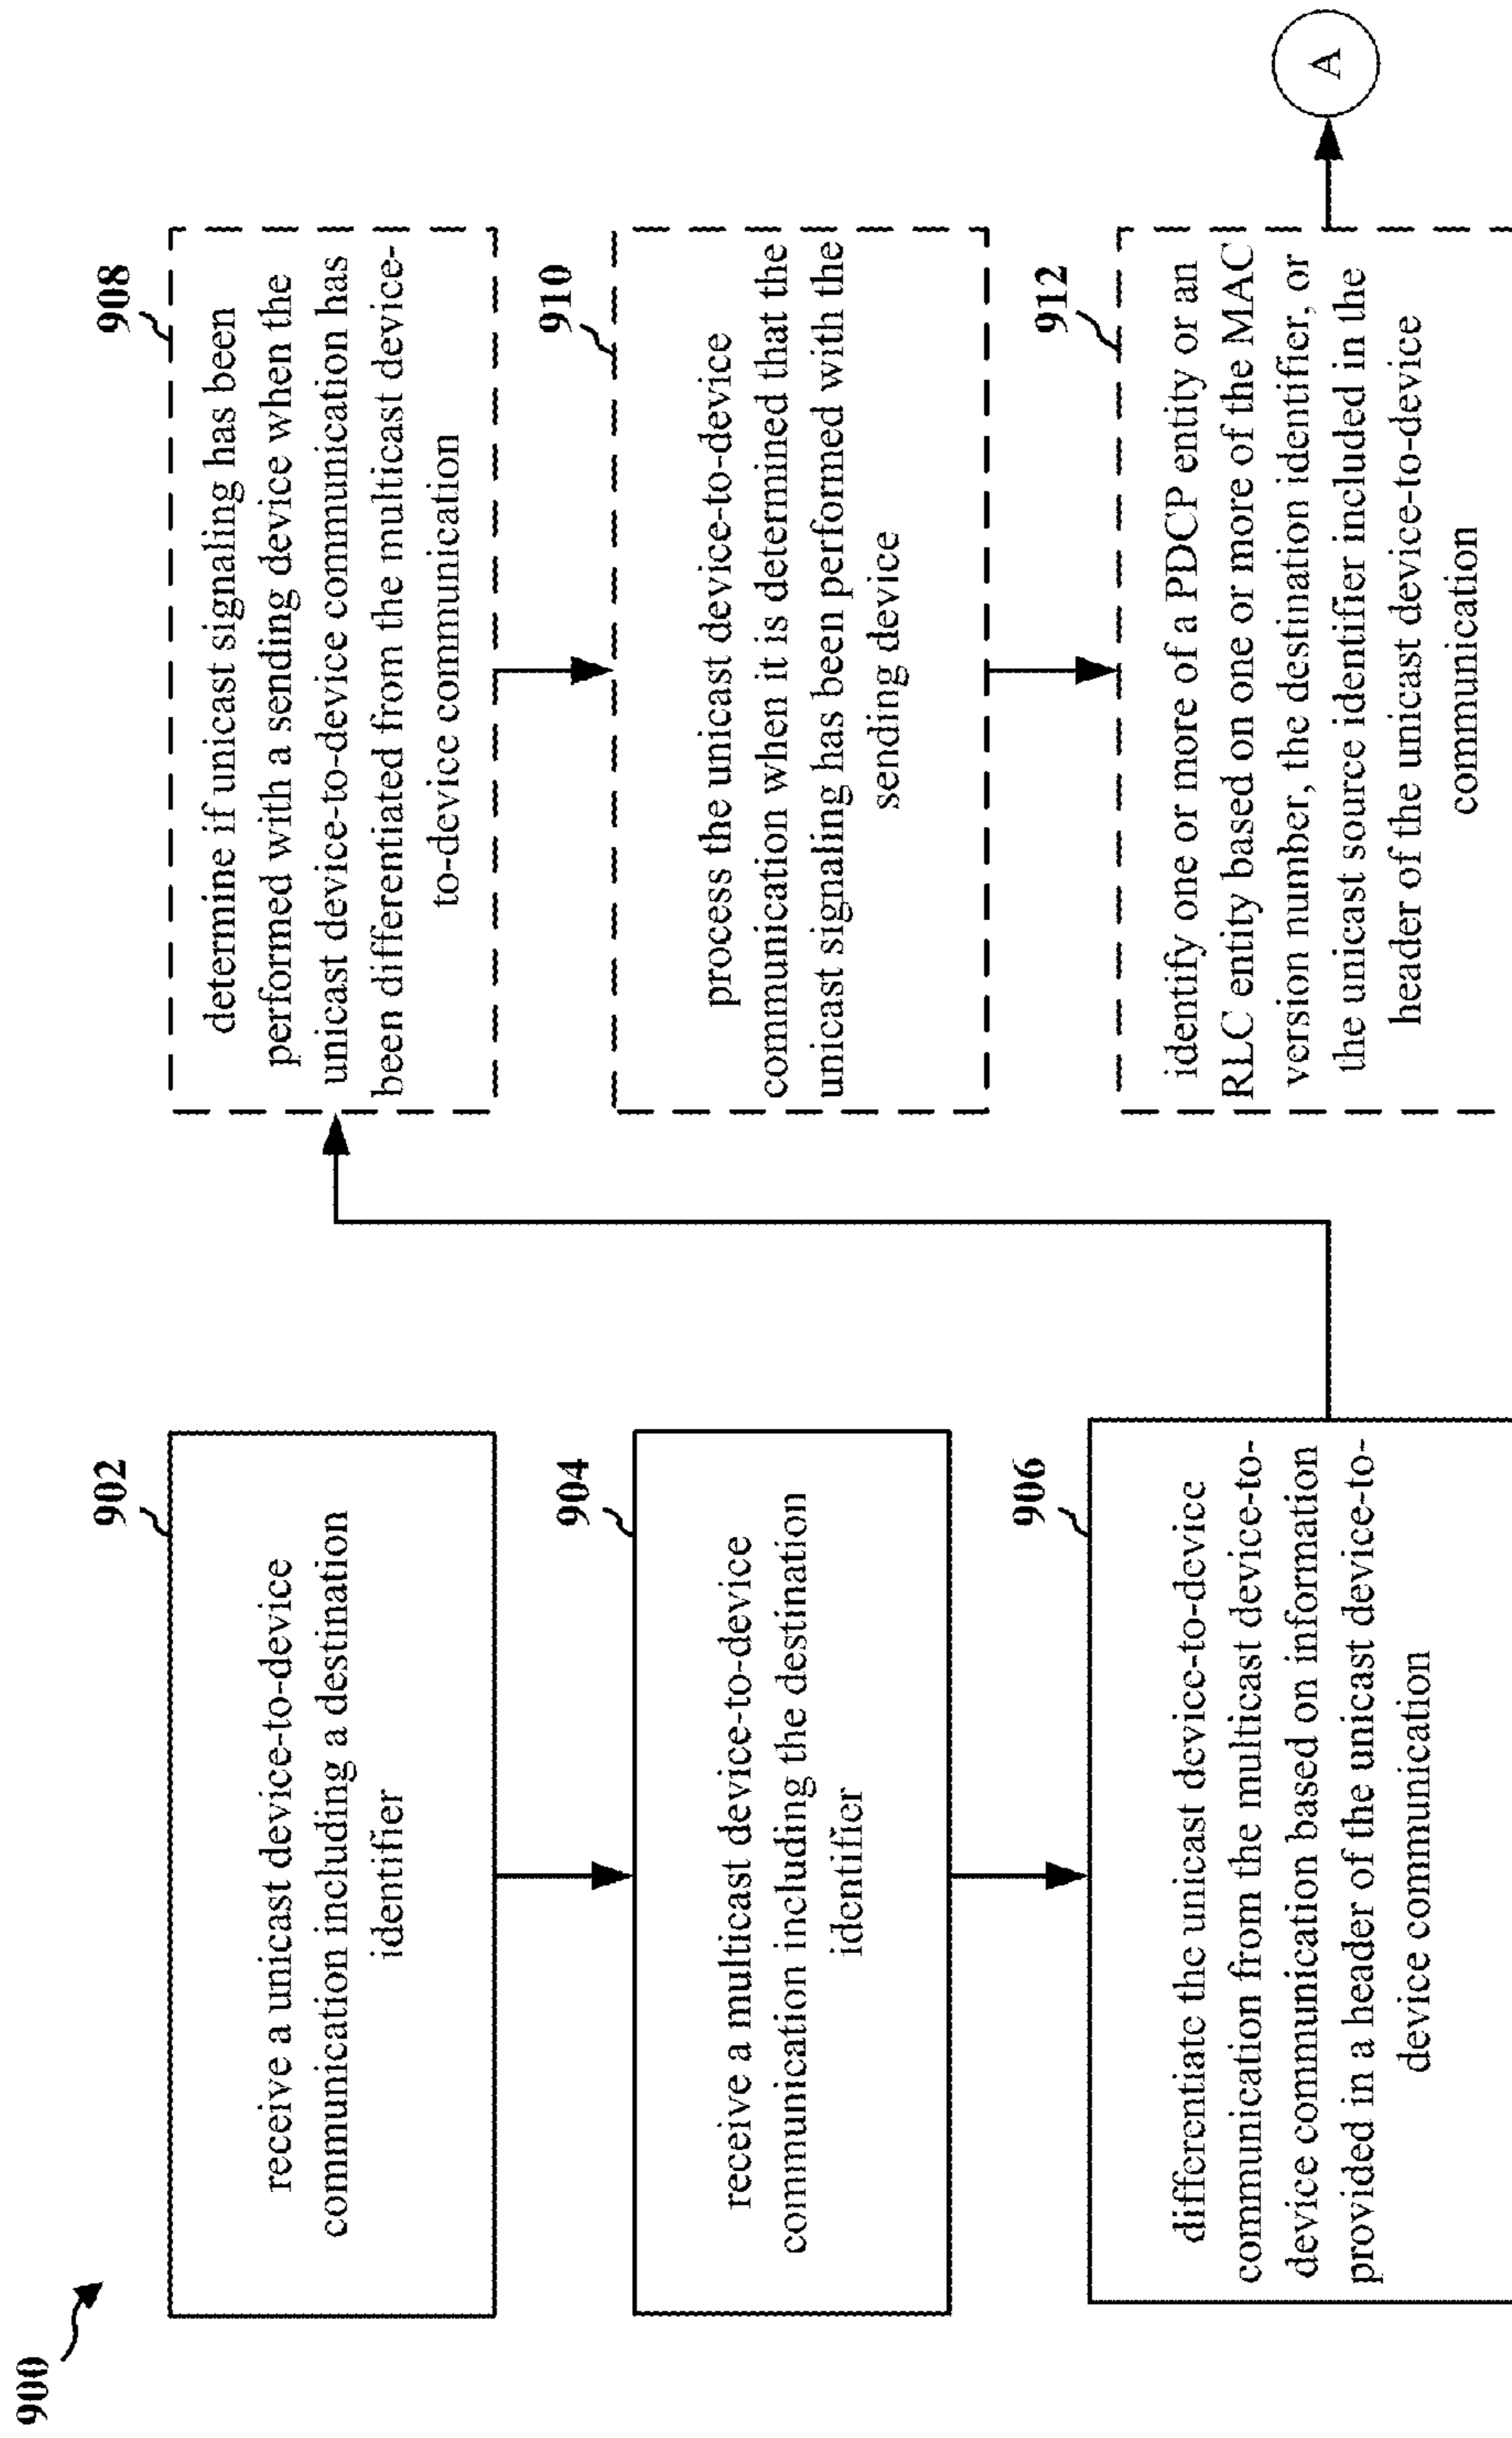 900
902
receive a unicast device-to-device
communication including a destination
identifier
904
receive a multicast device-to-device
communication including the destination
identifier
906
differentiate the unicast device-to-device
communication from the multicast device-to-
device communication based on information
provided in a header of the unicast device-to-
device communication
908
determine if unicast signaling has been
performed with a sending device when the
unicast device-to-device communication has
been differentiated from the multicast device-
to-device communication
910
process the unicast device-to-device
communication when it is determined that the
unicast signaling has been performed with the
sending device
912
identify one or more of a PDCP entity or an
RLC entity based on one or more of the MAC
version number, the destination identifier, or
the unicast source identifier included in the
header of the unicast device-to-device
communication
A